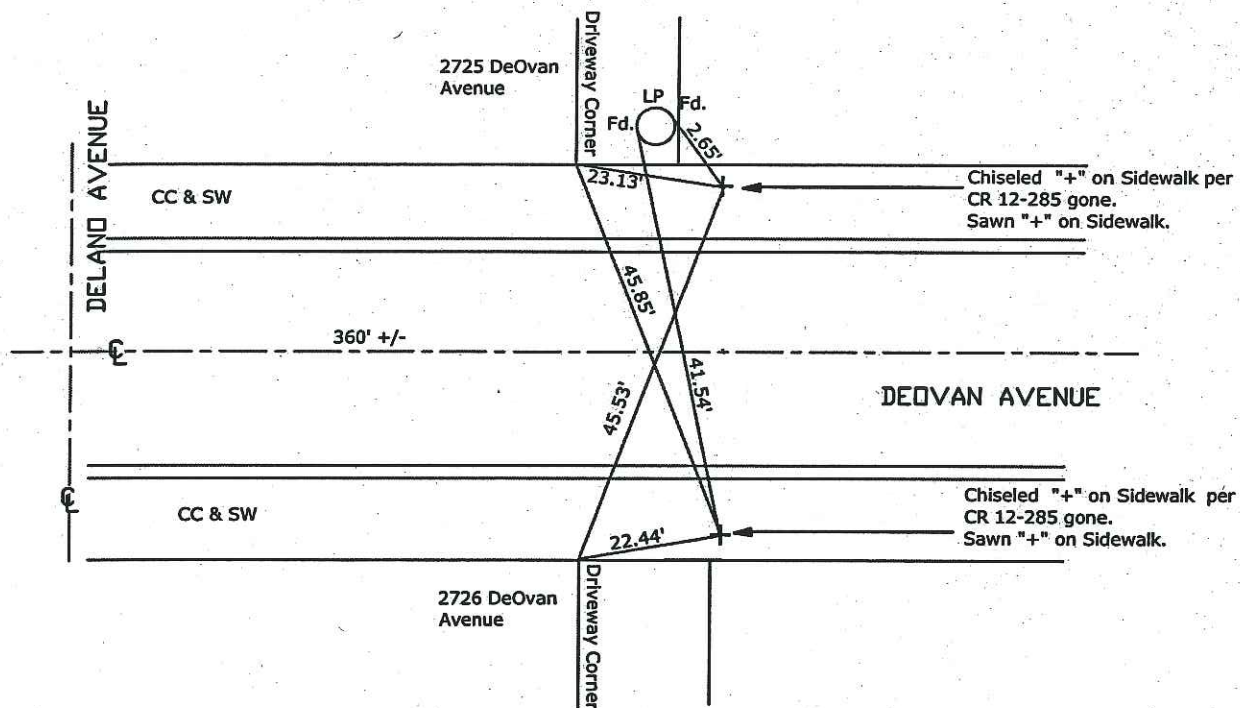 2725 DeOvan
Avenue
Driveway Corner
LP
Fd.
Fd.
2.65'
23.13'
DELANO AVENUE
CC & SW
Chiseled "+" on Sidewalk per
CR 12-285 gone.
Sawn "+" on Sidewalk.
45.85'
360' +/-
℄
41.54'
45.53'
DEOVAN AVENUE
℄
CC & SW
22.44'
Chiseled "+" on Sidewalk per
CR 12-285 gone.
Sawn "+" on Sidewalk.
2726 DeOvan
Avenue
Driveway Corner